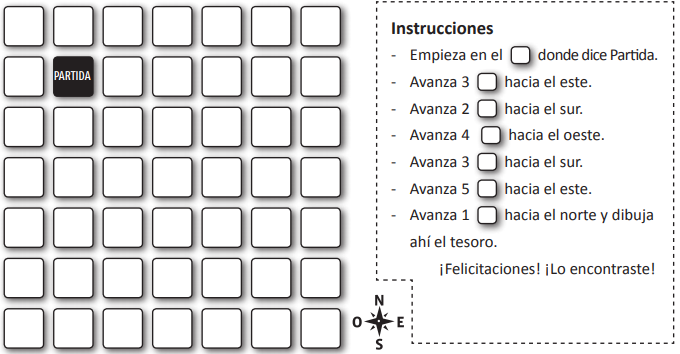 PARTIDA
Instrucciones
- Empieza en el donde dice Partida.
- Avanza 3 hacia el este.
- Avanza 2 hacia el sur.
- Avanza 4 hacia el oeste.
- Avanza 3 hacia el sur.
- Avanza 5 hacia el este.
- Avanza 1 hacia el norte y dibuja
ahí el tesoro.
¡Felicitaciones! ¡Lo encontraste!
N
O E
S